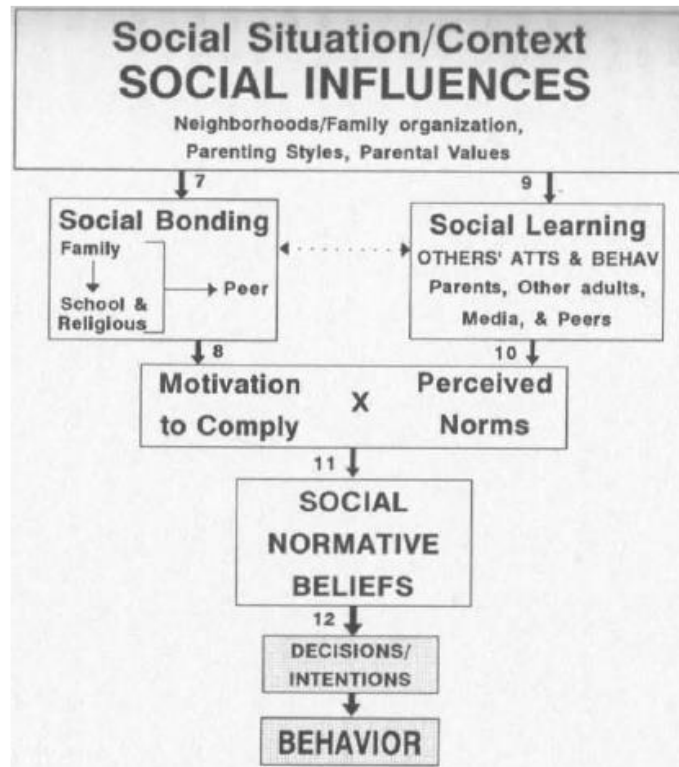 Social Situation/Context
SOCIAL INFLUENCES
Neighborhoods/Family organization,
Parenting Styles, Parental Values
7
9
Social Bonding
Family
School &
Religious
Peer
Social Learning
OTHERS' ATTS & BEHAV
Parents, Other adults,
Media, & Peers
8
10
Motivation
to Comply
X
Perceived
Norms
11
SOCIAL
NORMATIVE
BELIEFS
12
DECISIONS/
INTENTIONS
BEHAVIOR